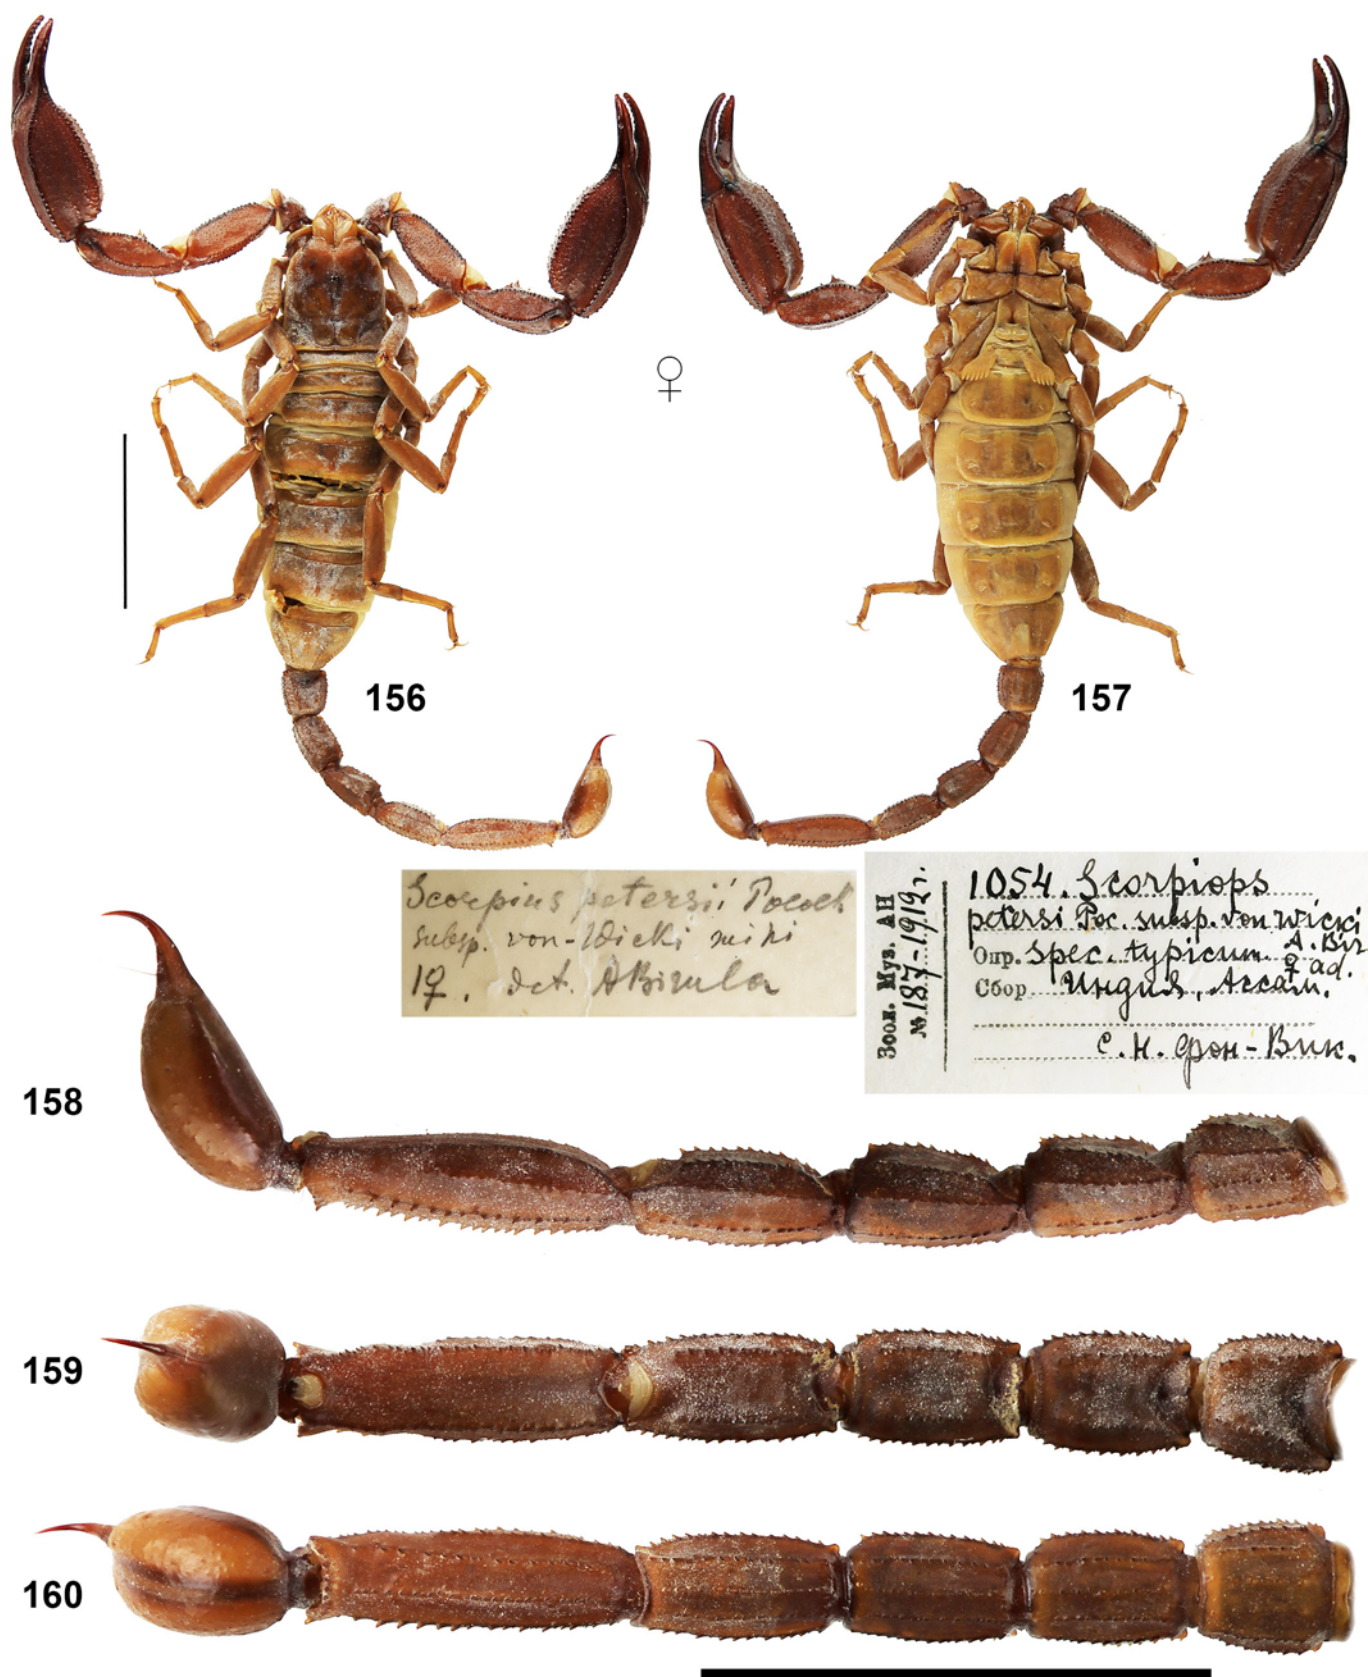 ♀
156
157
Scorpius petersii Pocock
subsp. von-Wicki mihi
1♀. det. ABirula
Зоол. Муз. АН
№ 187-1912 г.
1054. Scorpiops
petersi Poc. subsp. von Wicki
A. Bir
Опр. spec. typicum. ♀ ad.
Сбор Индия, Ассам.
С. Н. фон-Вик.
158
159
160